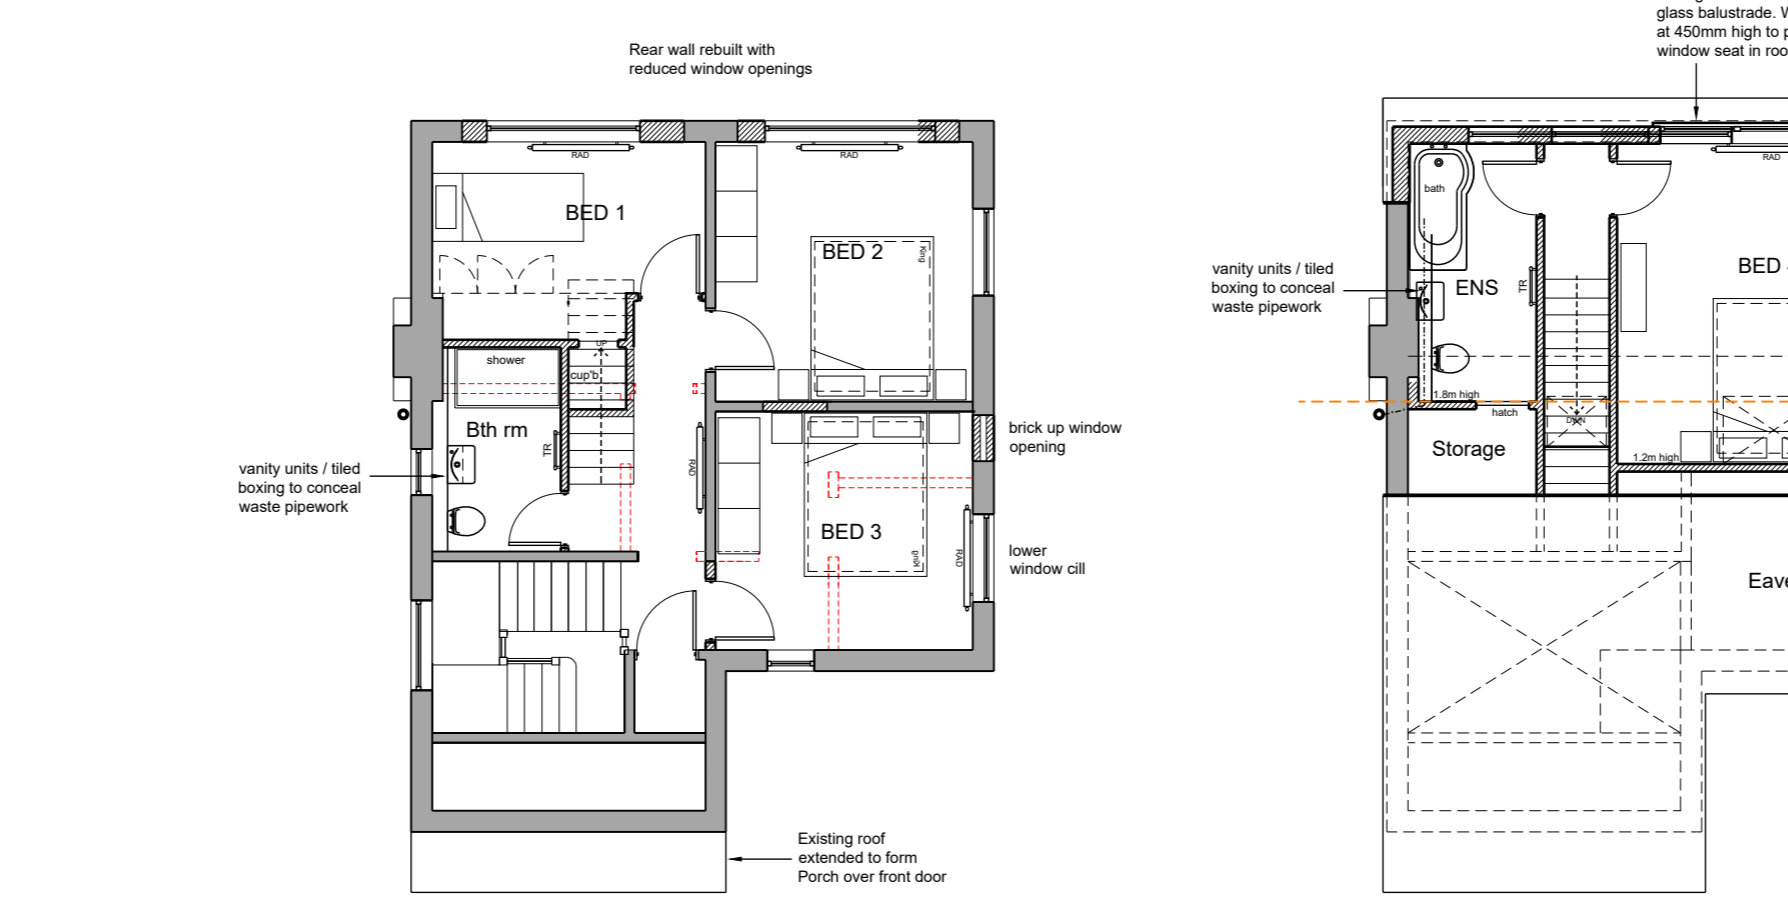 glass balustrade. W
at 450mm high to p
window seat in roo
Rear wall rebuilt with
reduced window openings
RAD
RAD
BED 1
BED 2
King
UP
shower
cup'b
Bth rm
TR
RAD
vanity units / tiled
boxing to conceal
waste pipework
brick up window
opening
BED 3
King
RAD
lower
window cill
Existing roof
extended to form
Porch over front door
RAD
bath
BED
vanity units / tiled
boxing to conceal
waste pipework
ENS
TR
1.8m high
hatch
DWN
Storage
1.2m high
Eave